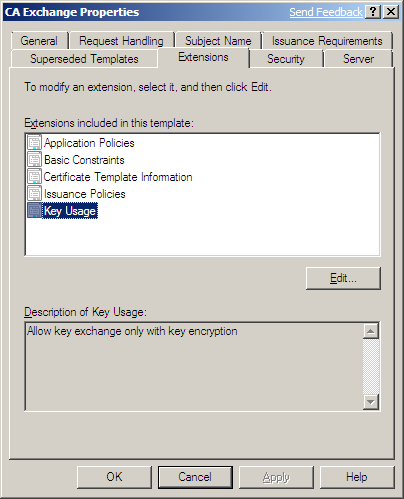 CA Exchange Properties Send Feedback ? X
General Request Handling Subject Name Issuance Requirements
Superseded Templates Extensions Security Server
To modify an extension, select it, and then click Edit.
Extensions included in this template:
Application Policies
Basic Constraints
Certificate Template Information
Issuance Policies
Key Usage
Edit...
Description of Key Usage:
Allow key exchange only with key encryption
OK Cancel Apply Help